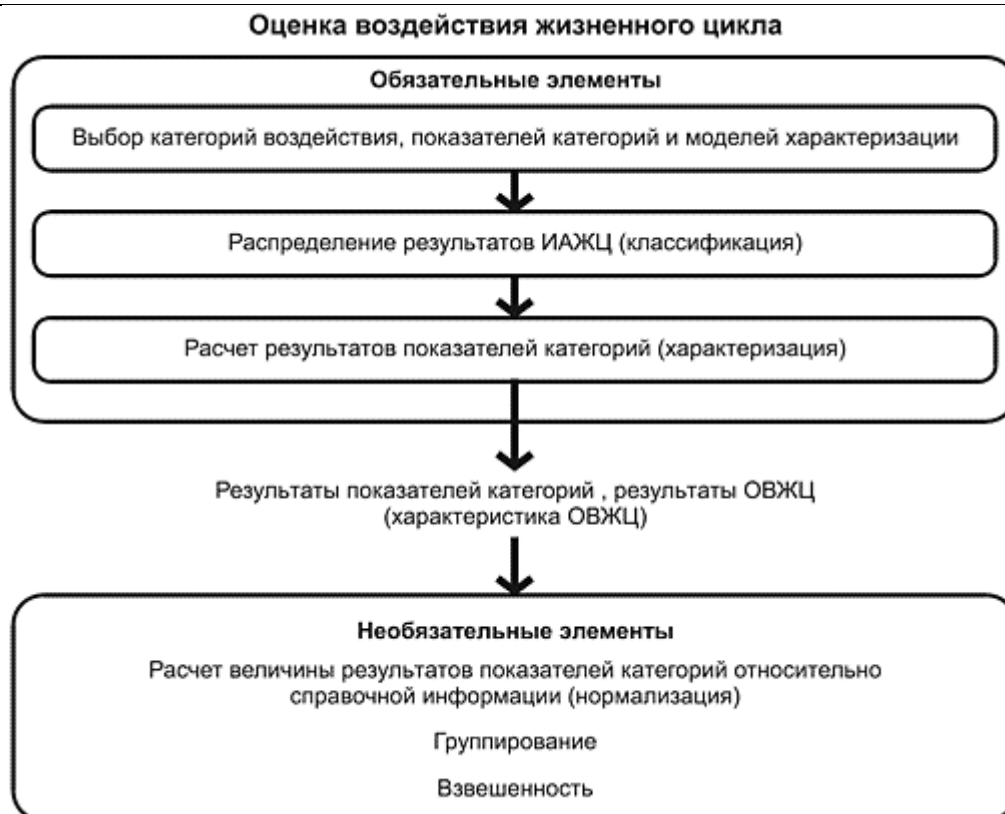 Оценка воздействия жизненного цикла
Обязательные элементы
Выбор категорий воздействия, показателей категорий и моделей характеризации
Распределение результатов ИАЖЦ (классификация)
Расчет результатов показателей категорий (характеризация)
Результаты показателей категорий , результаты ОВЖЦ
(характеристика ОВЖЦ)
Необязательные элементы
Расчет величины результатов показателей категорий относительно
справочной информации (нормализация)
Группирование
Взвешенность